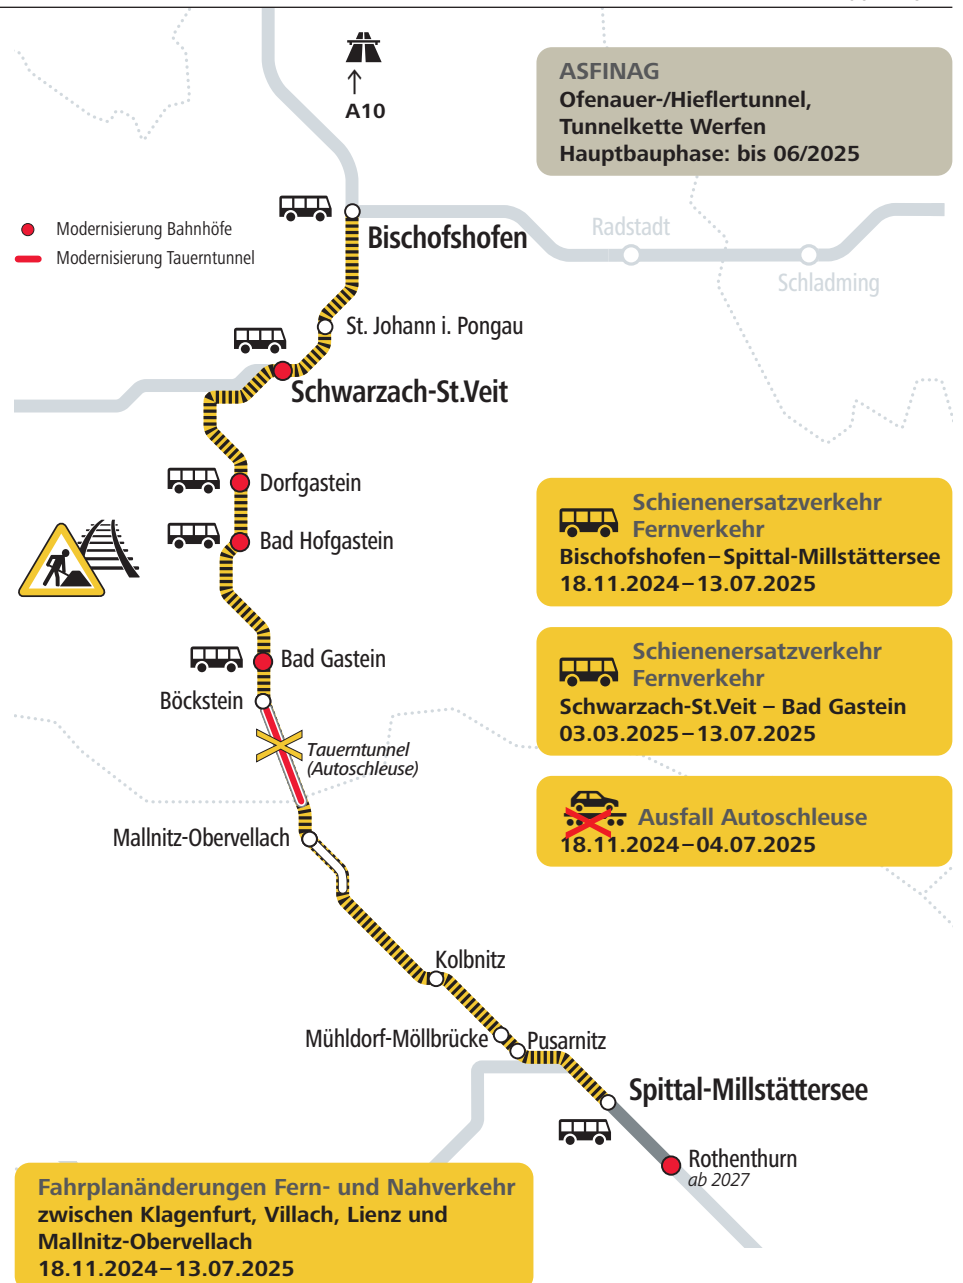 A10
ASFINAG
Ofenauer-/Hieflertunnel,
Tunnelkette Werfen
Hauptbauphase: bis 06/2025
Modernisierung Bahnhöfe
Modernisierung Tauerntunnel
Bischofshofen
Radstadt
Schladming
St. Johann i. Pongau
Schwarzach-St.Veit
Dorfgastein
Bad Hofgastein
Schienenersatzverkehr
Fernverkehr
Bischofshofen – Spittal-Millstättersee
18.11.2024 – 13.07.2025
Bad Gastein
Böckstein
Schienenersatzverkehr
Fernverkehr
Schwarzach-St.Veit – Bad Gastein
03.03.2025 – 13.07.2025
Tauerntunnel
(Autoschleuse)
Ausfall Autoschleuse
18.11.2024 – 04.07.2025
Mallnitz-Obervellach
Kolbnitz
Mühldorf-Möllbrücke
Pusarnitz
Spittal-Millstättersee
Rothenthurn
ab 2027
Fahrplanänderungen Fern- und Nahverkehr
zwischen Klagenfurt, Villach, Lienz und
Mallnitz-Obervellach
18.11.2024 – 13.07.2025